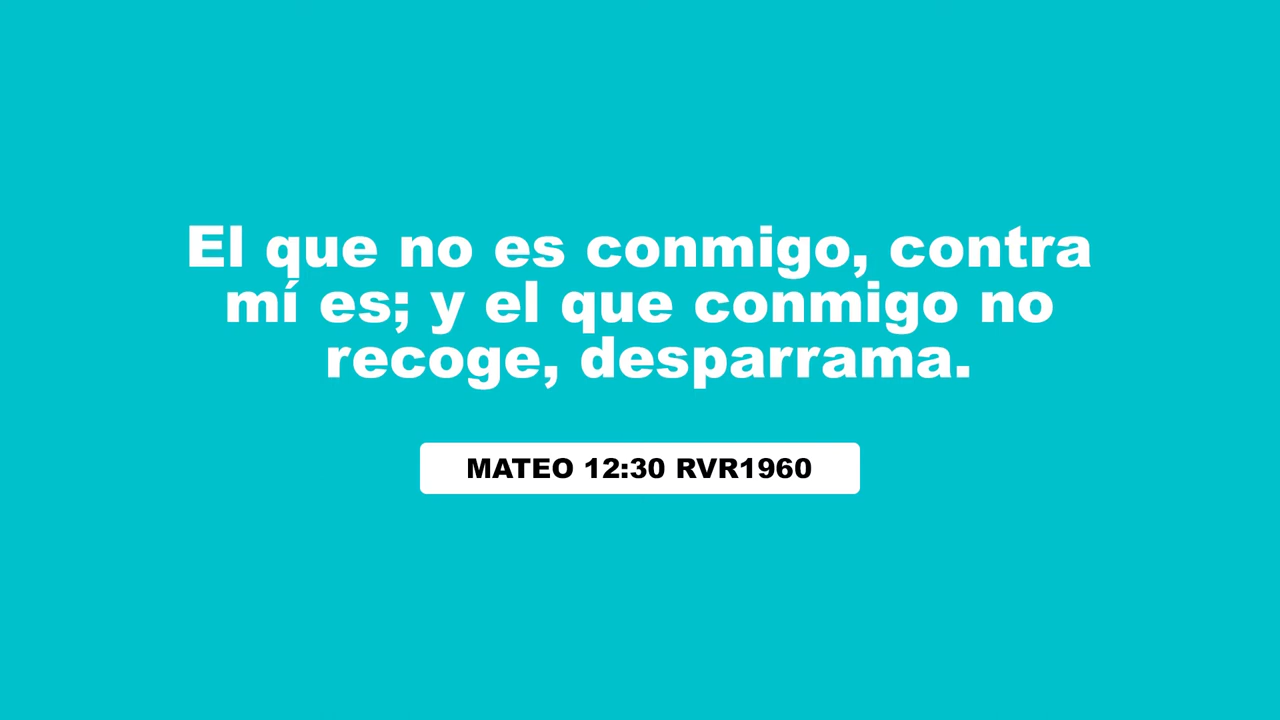 El que no es conmigo, contra
mí es; y el que conmigo no
recoge, desparrama.
MATEO 12:30 RVR1960